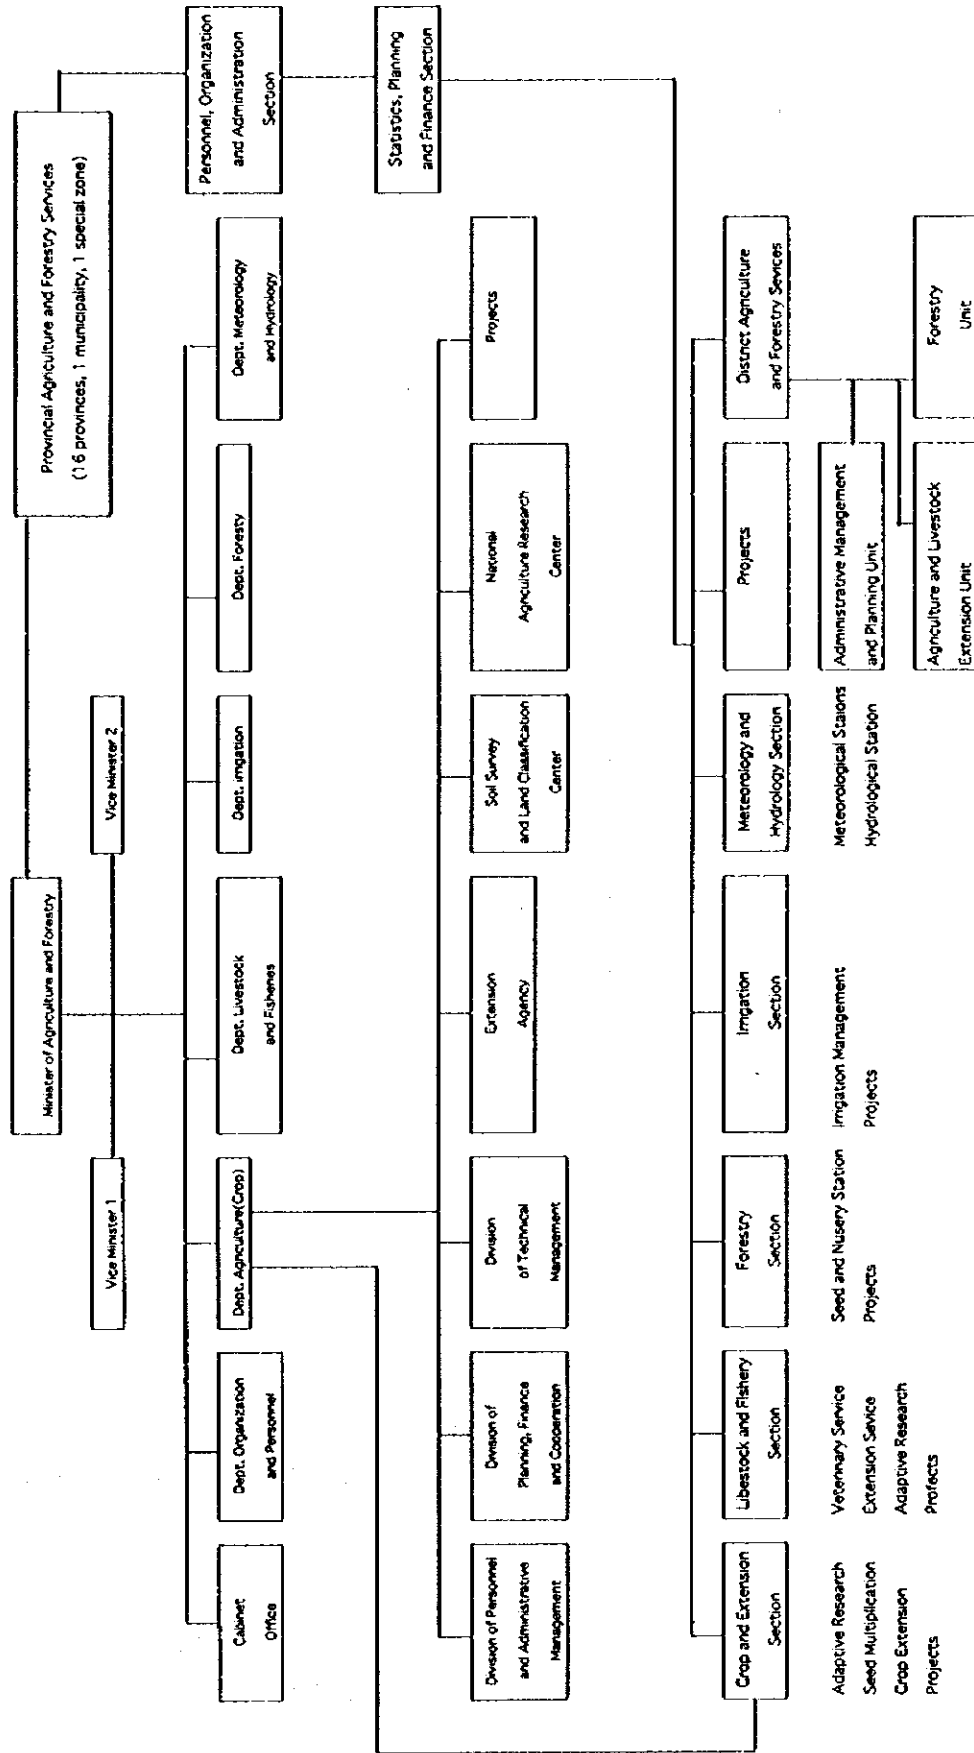 Minister of Agriculture and Forestry
Provincial Agriculture and Forestry Services
(16 provinces, 1 municipality, 1 special zone)
Vice Minister 1
Vice Minister 2
Cabinet
Office
Dept. Organization
and Personnel
Dept. Agriculture(Crop)
Dept. Livestock
and Fisheries
Dept. Irrigation
Dept. Foresty
Dept. Meteorology
and Hydrology
Personnel, Organization
and Administration
Section
Statistics, Planning
and Finance Section
Division of Personnel
and Administrative
Management
Division of
Planning, Finance
and Cooperation
Division
of Technical
Management
Extension
Agency
Soil Survey
and Land Classification
Center
National
Agriculture Research
Center
Projects
Crop and Extension
Section
Libestock and Fishery
Section
Forestry
Section
Irrigation
Section
Meteorology and
Hydrology Section
Projects
District Agriculture
and Forestry Sevices
Adaptive Research
Seed Multiplication
Crop Extension
Projects
Veterinary Service
Extension Sevice
Adaptive Research
Profects
Seed and Nusery Station
Projects
Irrigation Management
Projects
Meteorological Staions
Hydrological Station
Administrative Management
and Planning Unit
Agriculture and Livestock
Extension Unit
Forestry
Unit